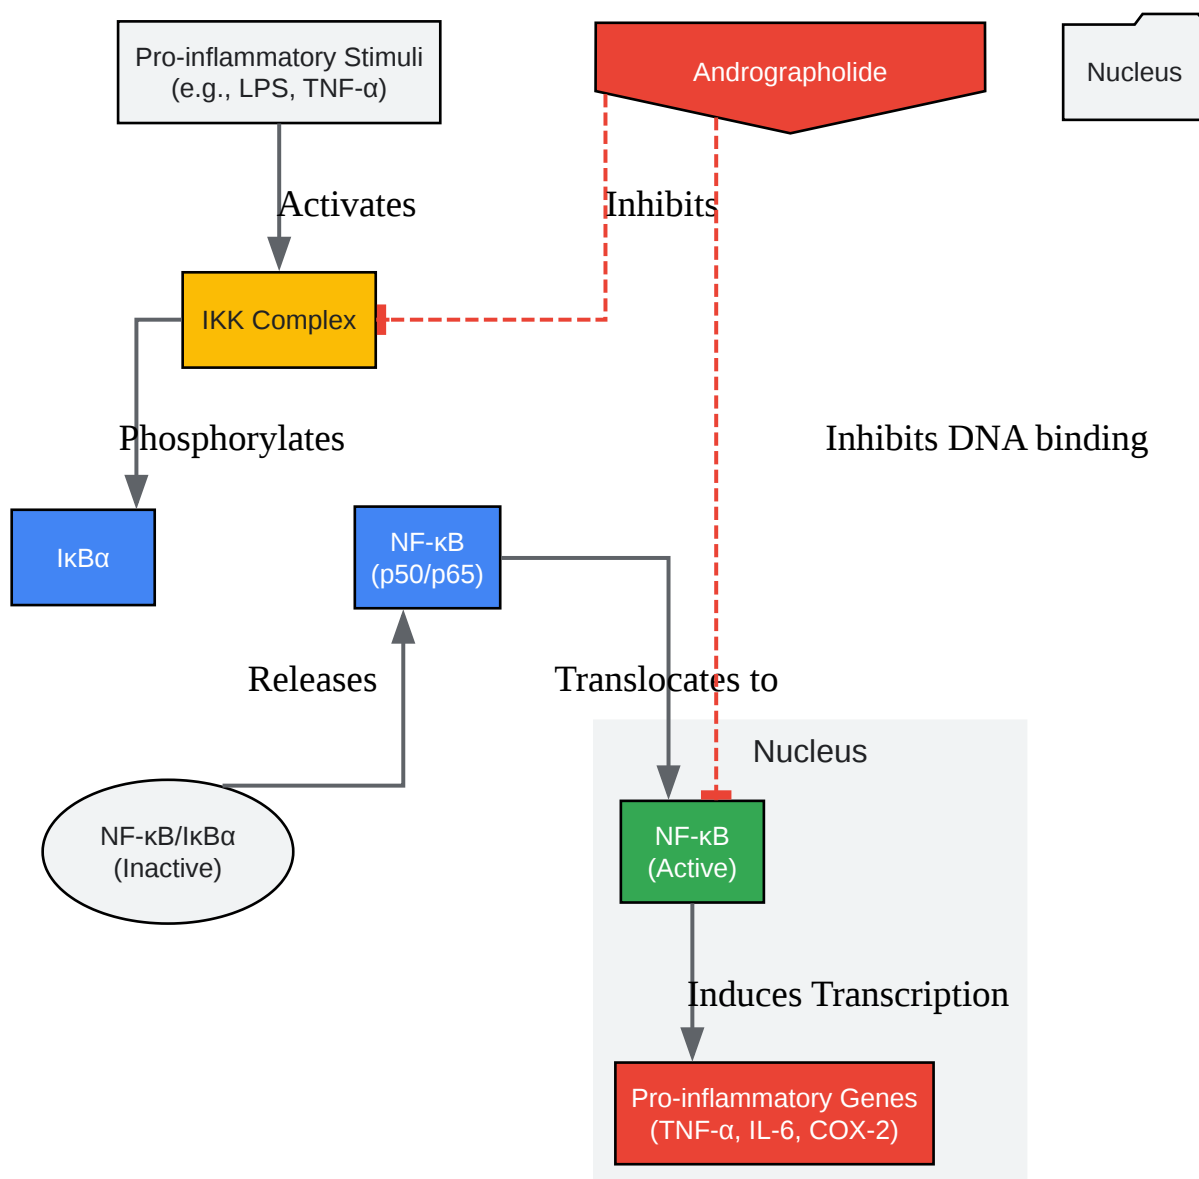 Pro-inflammatory Stimuli
(e.g., LPS, TNF-α)
Andrographolide
Nucleus
Activates
Inhibits
IKK Complex
Phosphorylates
Inhibits DNA binding
IκBα
NF-κB
(p50/p65)
Releases
Translocates to
Nucleus
NF-κB/IκBα
(Inactive)
NF-κB
(Active)
Induces Transcription
Pro-inflammatory Genes
(TNF-α, IL-6, COX-2)